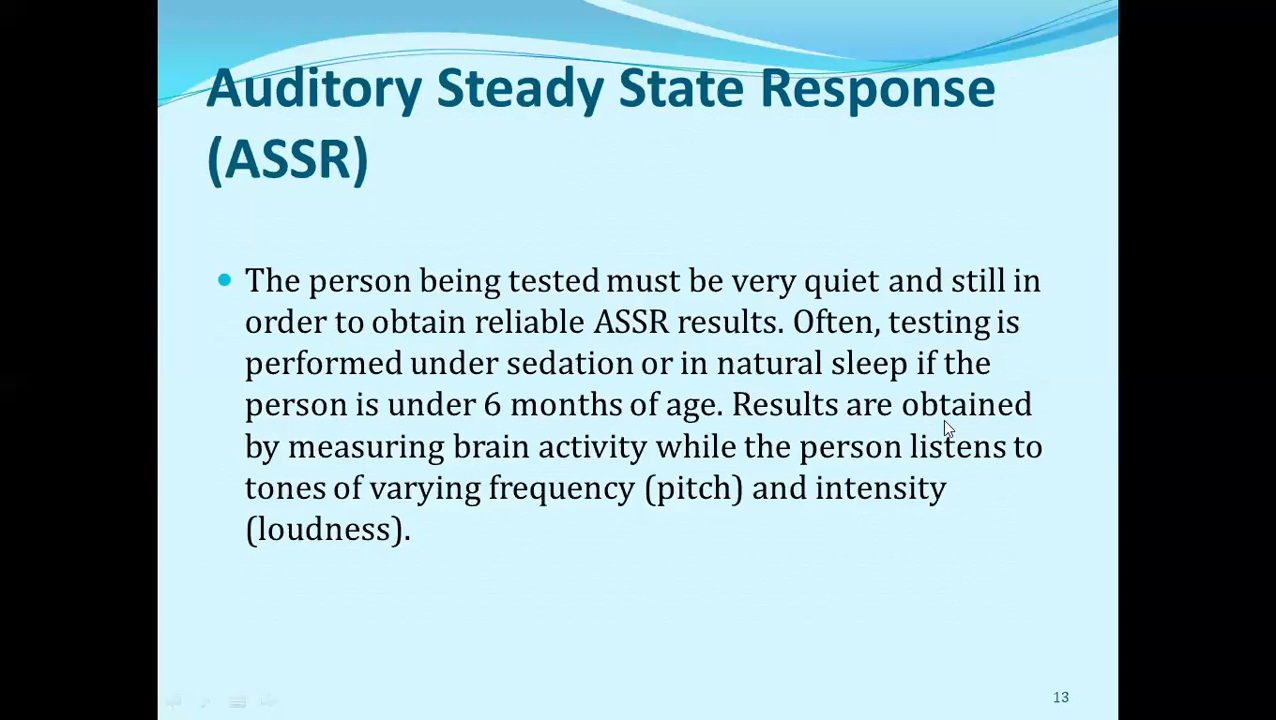 Auditory Steady State Response
(ASSR)
The person being tested must be very quiet and still in
order to obtain reliable ASSR results. Often, testing is
performed under sedation or in natural sleep if the
person is under 6 months of age. Results are obtained
by measuring brain activity while the person listens to
tones of varying frequency (pitch) and intensity
(loudness).
13